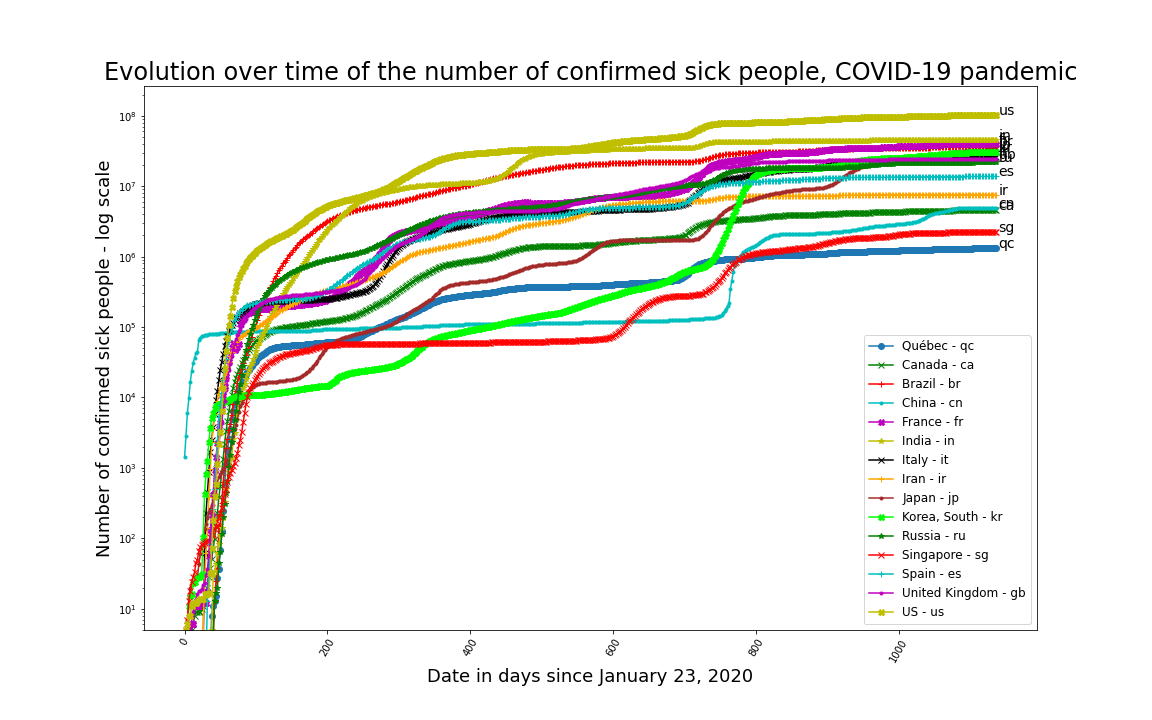 Evolution over time of the number of confirmed sick people, COVID-19 pandemic
Number of confirmed sick people - log scale
10⁸
10⁷
10⁶
10⁵
10⁴
10³
10²
10¹
us
in
es
ir
ca
sg
qc
Québec - qc
Canada - ca
Brazil - br
China - cn
France - fr
India - in
Italy - it
Iran - ir
Japan - jp
Korea, South - kr
Russia - ru
Singapore - sg
Spain - es
United Kingdom - gb
US - us
0
200
400
600
800
1000
Date in days since January 23, 2020